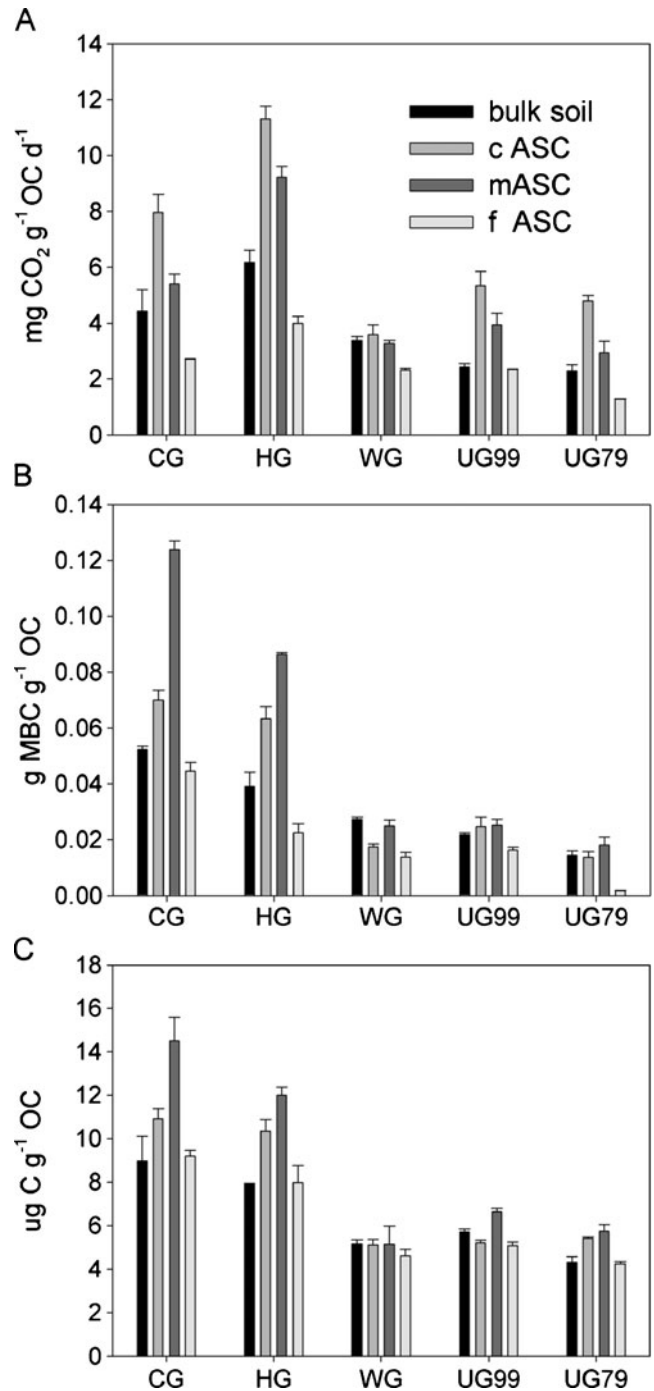 A
mg CO₂ g⁻¹ OC d⁻¹
14
12
10
8
6
4
2
0
bulk soil
c ASC
mASC
f ASC
CG HG WG UG99 UG79
B
g MBC g⁻¹ OC
0.14
0.12
0.10
0.08
0.06
0.04
0.02
0.00
CG HG WG UG99 UG79
C
ug C g⁻¹ OC
18
16
14
12
10
8
6
4
2
0
CG HG WG UG99 UG79